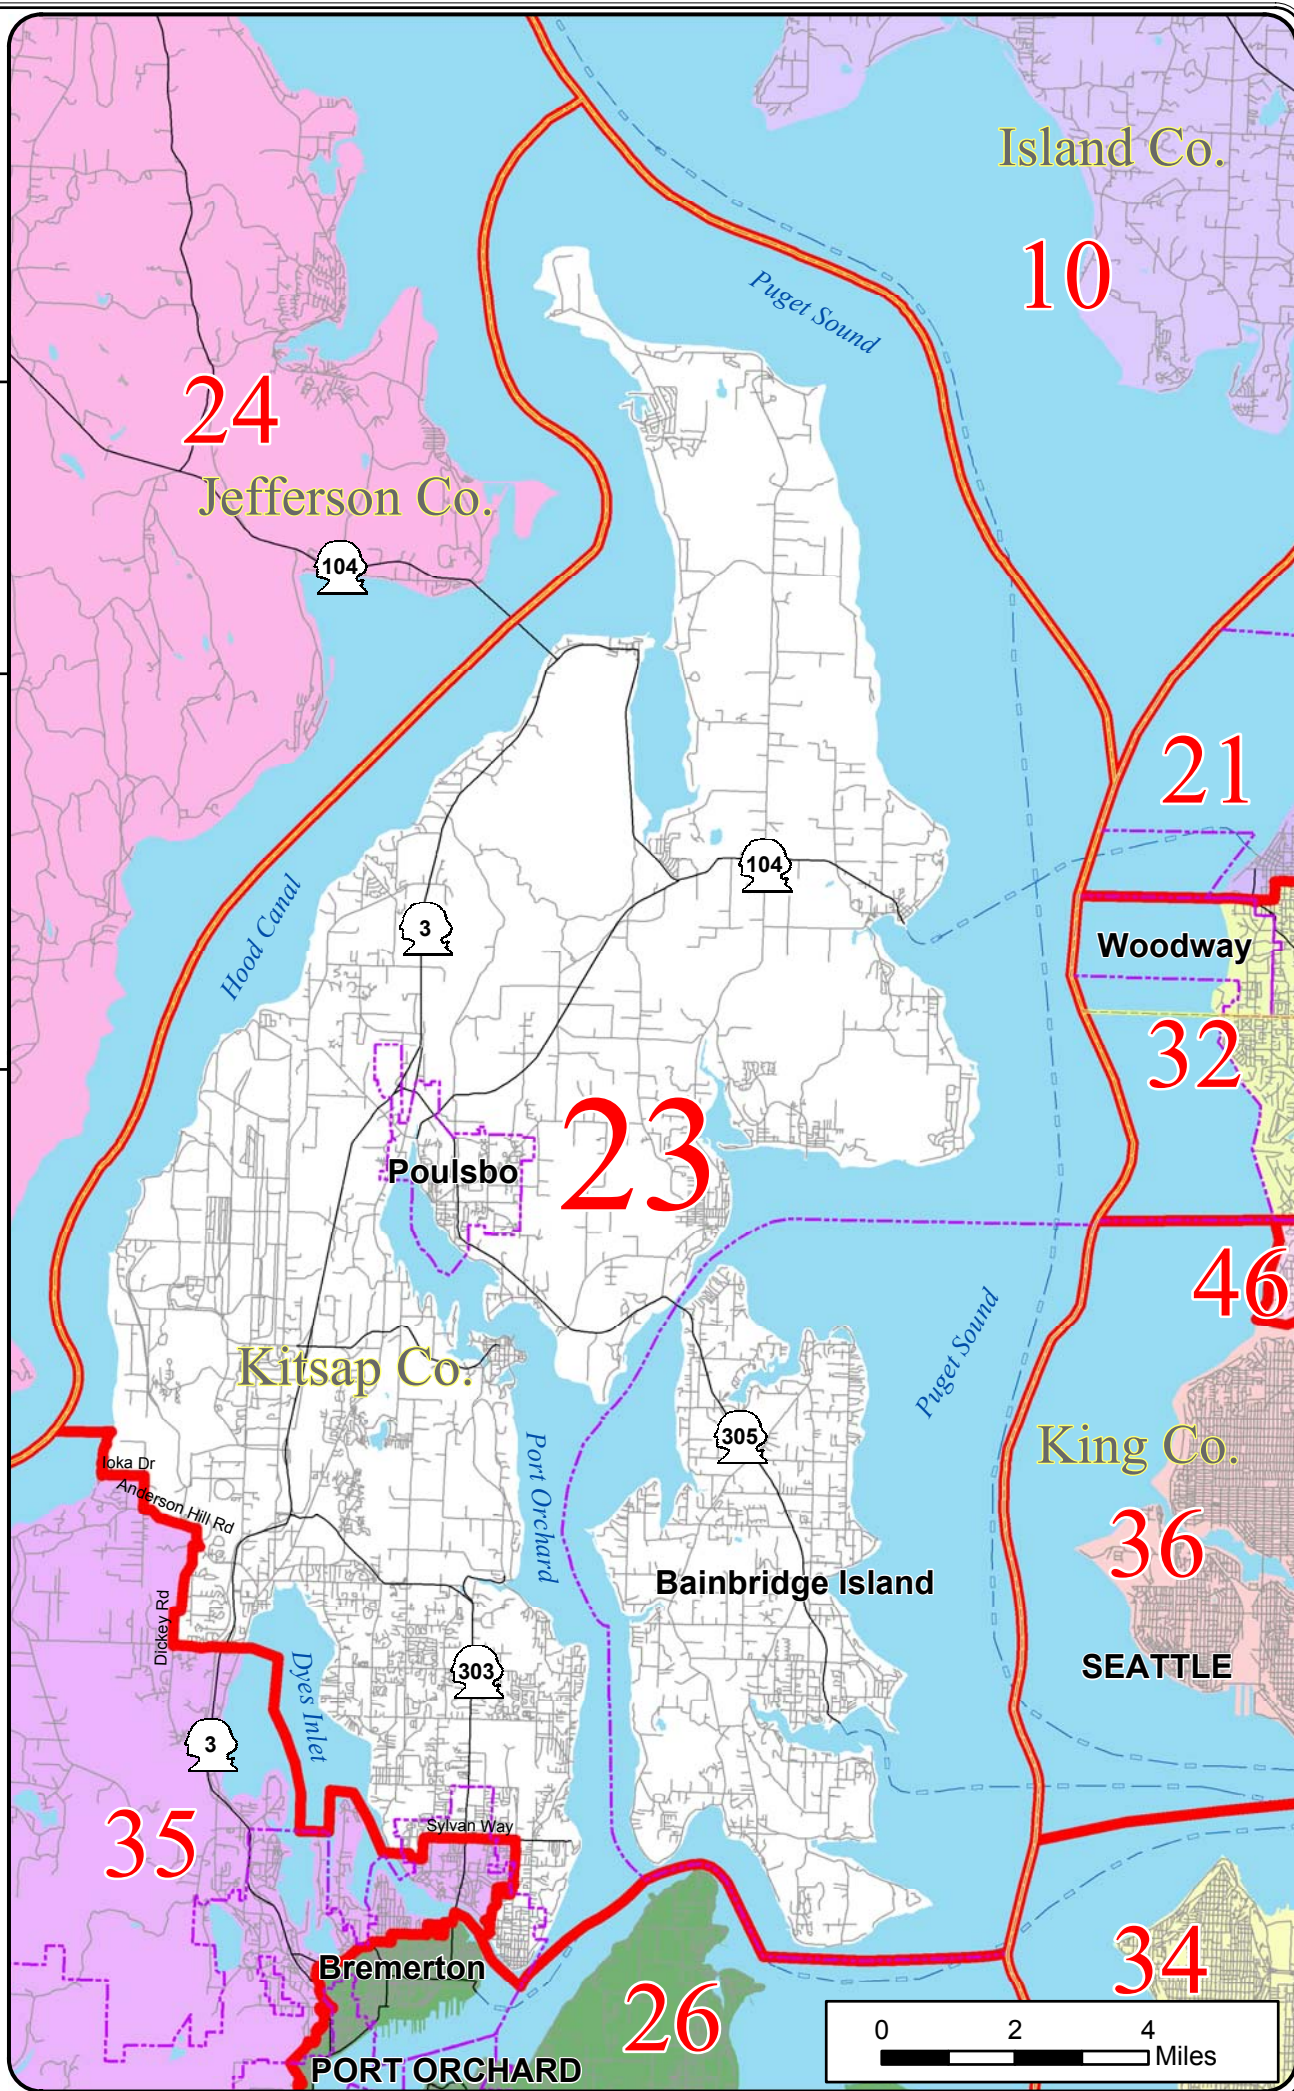 Island Co.
10
Puget Sound
24
Jefferson Co.
104
21
104
Hood Canal
3
Woodway
32
23
Poulsbo
46
Puget Sound
Kitsap Co.
305
King Co.
Ioka Dr
Anderson Hill Rd
Port Orchard
36
Bainbridge Island
Dickey Rd
SEATTLE
303
Dyes Inlet
3
35
Sylvan Way
34
Bremerton
26
0 2 4
Miles
PORT ORCHARD